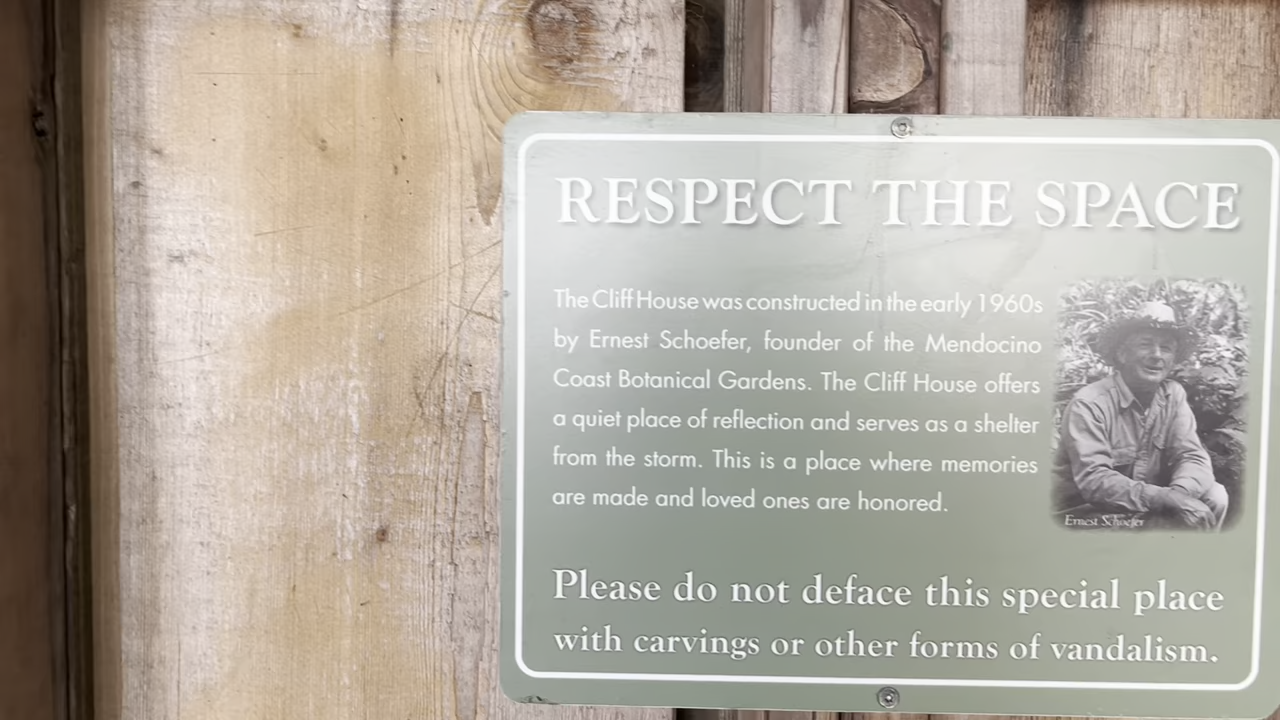 RESPECT THE SPACE
The Cliff House was constructed in the early 1960s
by Ernest Schoefer, founder of the Mendocino
Coast Botanical Gardens. The Cliff House offers
a quiet place of reflection and serves as a shelter
from the storm. This is a place where memories
are made and loved ones are honored.
Ernest Schoefer
Please do not deface this special place
with carvings or other forms of vandalism.